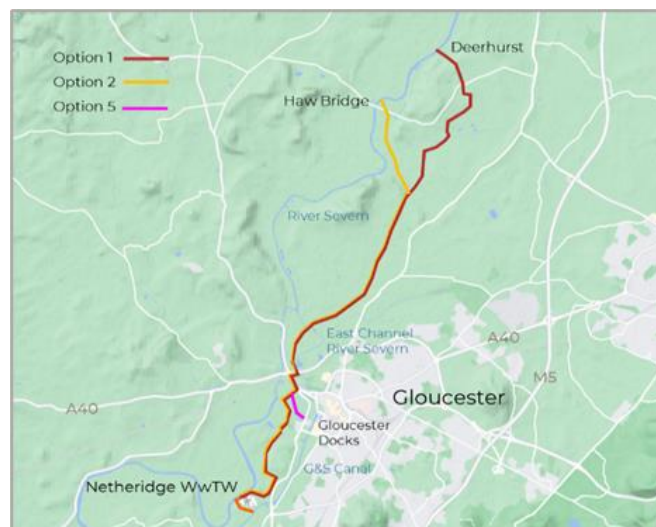 Deerhurst
Option 1
Option 2
Option 5
Haw Bridge
River Severn
East Channel
River Severn
A40
M5
Gloucester
A40
Gloucester
Docks
G&S Canal
Netheridge WwTW